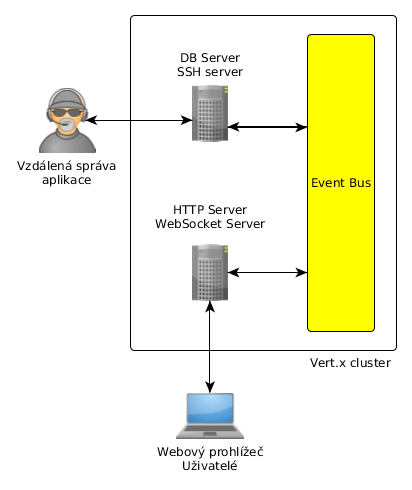 DB Server
SSH server
Vzdálená správa
aplikace
Event Bus
HTTP Server
WebSocket Server
Vert.x cluster
Webový prohlížeč
Uživatelé